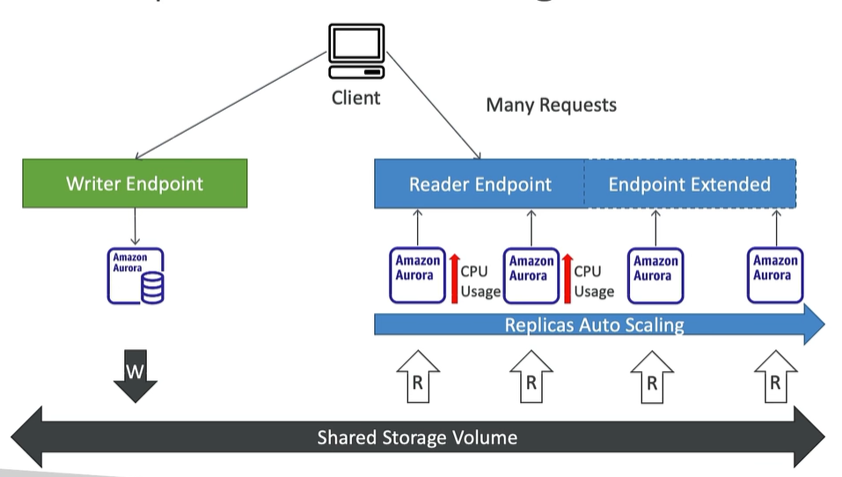 Client
Many Requests
Writer Endpoint
Reader Endpoint
Endpoint Extended
Amazon
Aurora
Amazon
Aurora
CPU
Usage
Amazon
Aurora
CPU
Usage
Amazon
Aurora
Amazon
Aurora
Replicas Auto Scaling
W
R
R
R
R
Shared Storage Volume